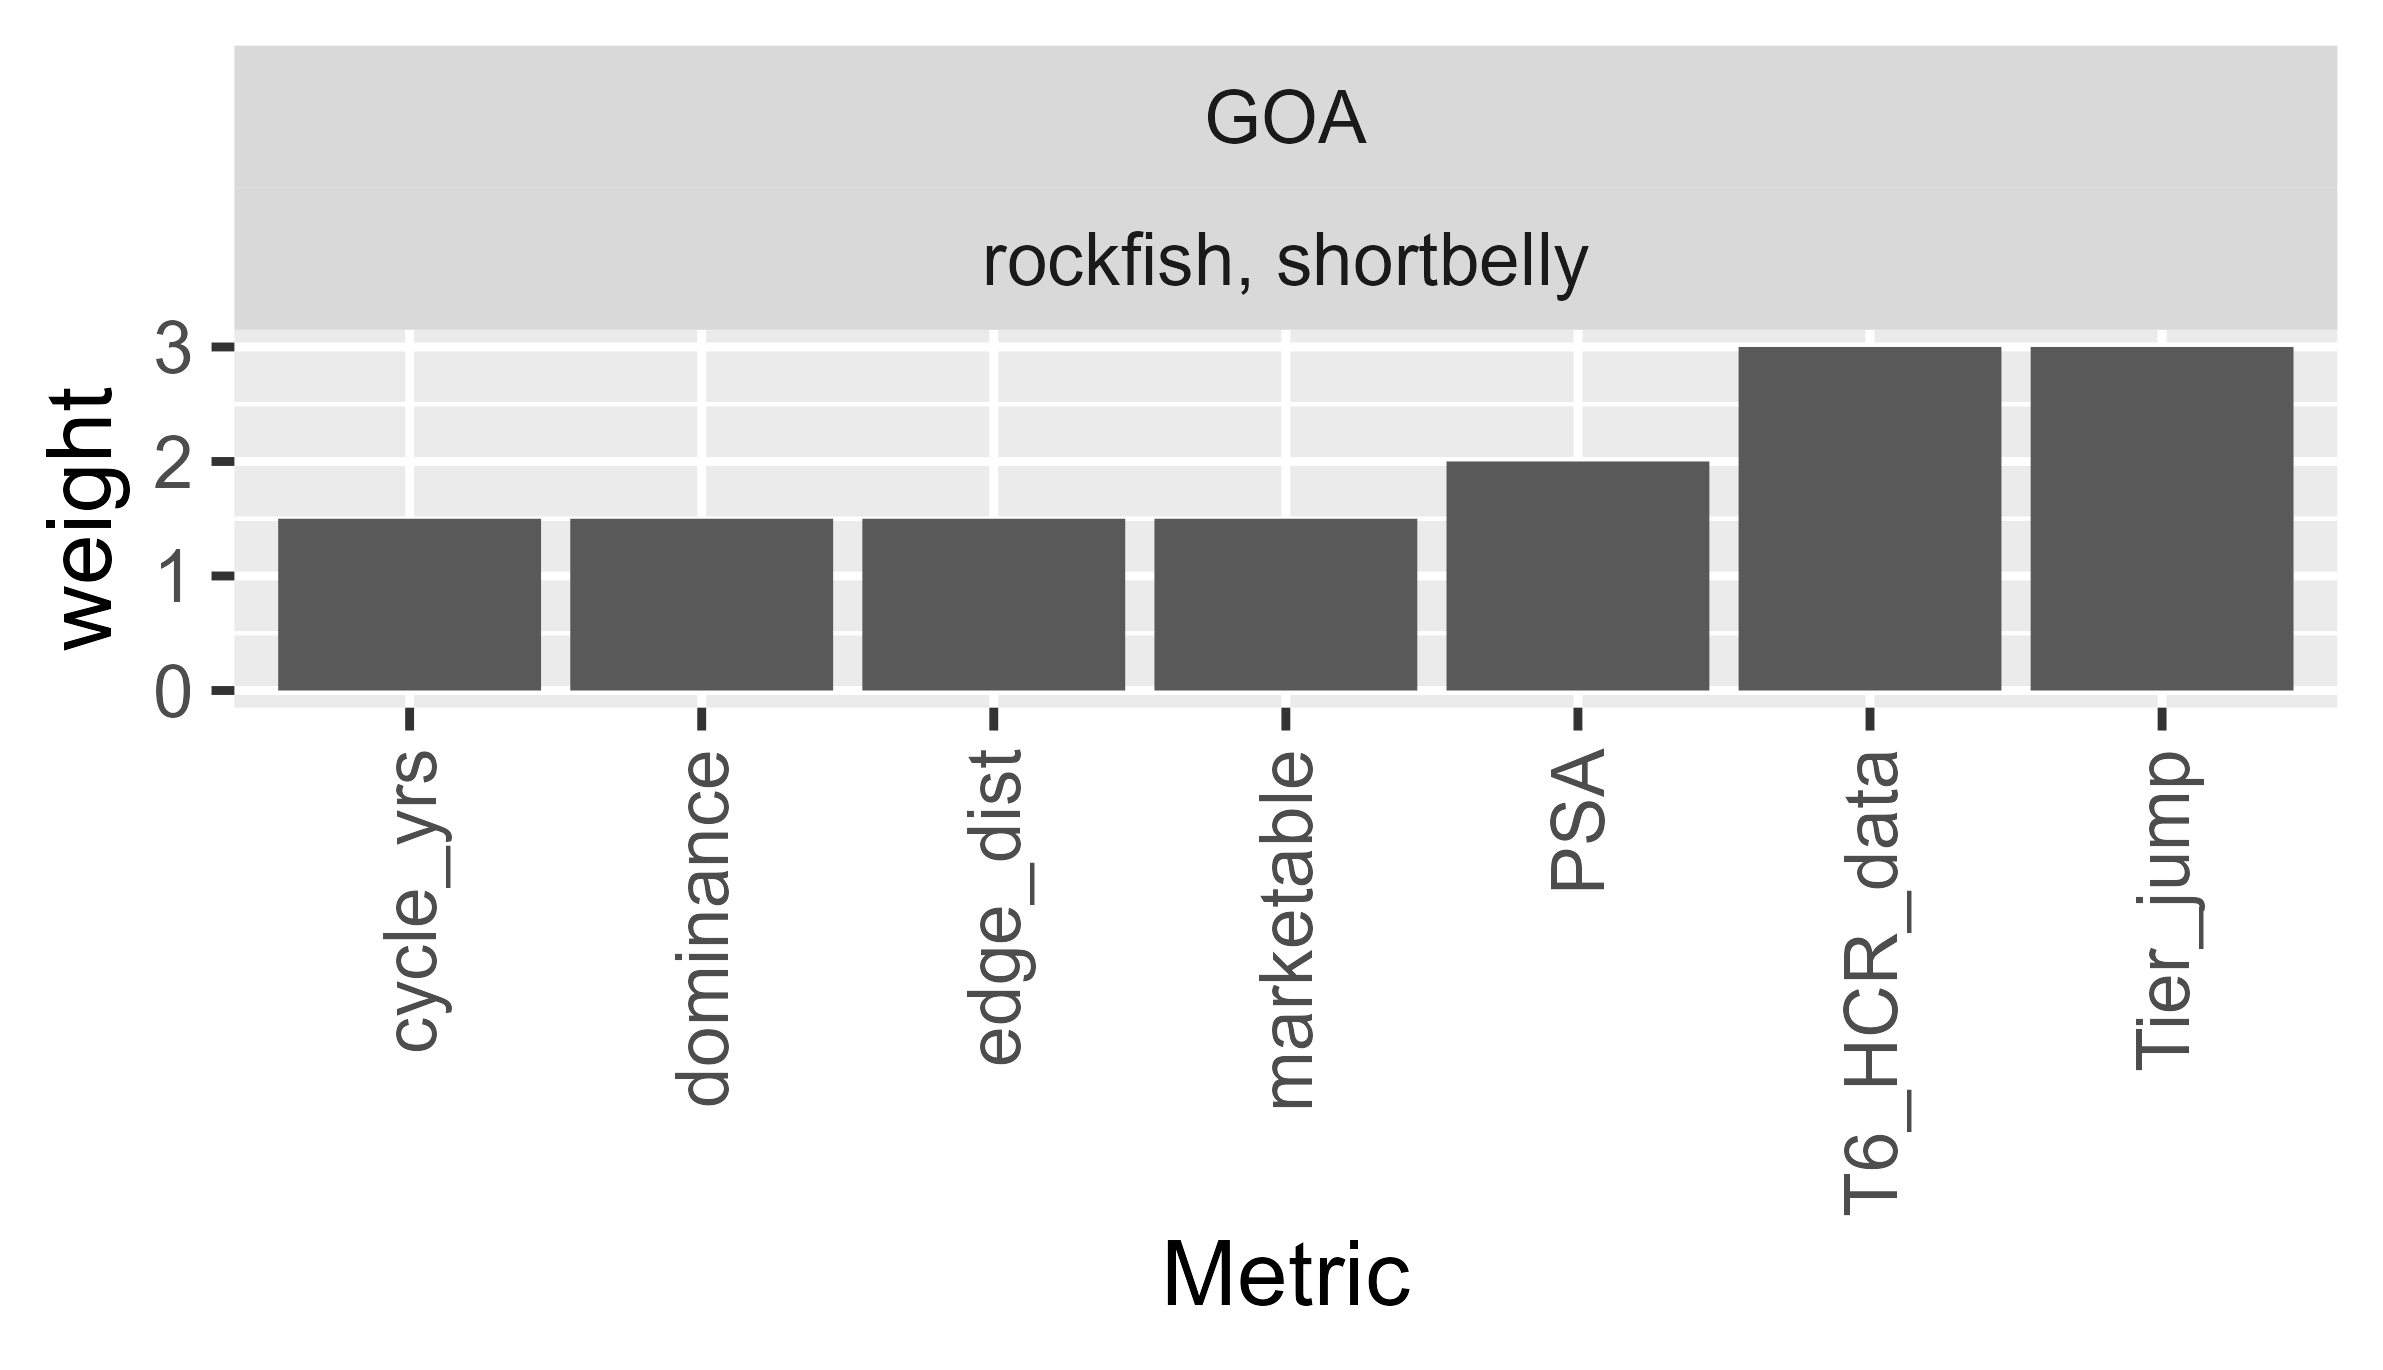 GOA
rockfish, shortbelly
weight
3
2
1
0
cycle_yrs
dominance
edge_dist
marketable
PSA
T6_HCR_data
Tier_jump
Metric